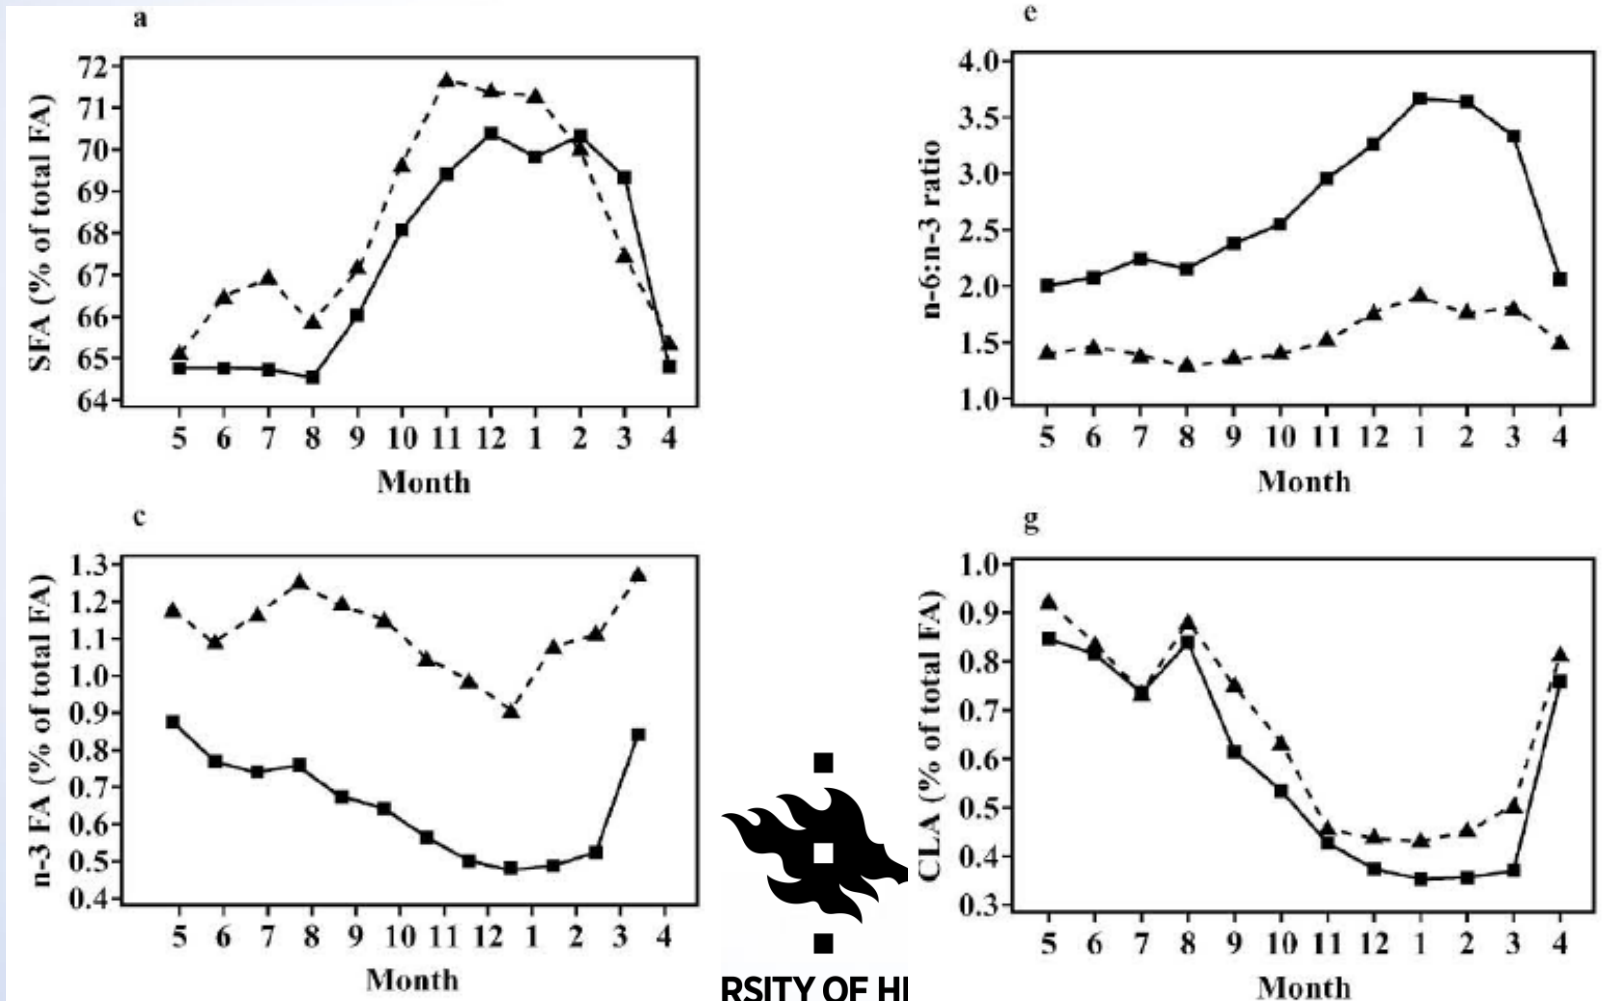 a
SFA (% of total FA)
72
71
70
69
68
67
66
65
64
5 6 7 8 9 10 11 12 1 2 3 4
Month
e
n-6:n-3 ratio
4.0
3.5
3.0
2.5
2.0
1.5
1.0
5 6 7 8 9 10 11 12 1 2 3 4
Month
c
n-3 FA (% of total FA)
1.3
1.2
1.1
1.0
0.9
0.8
0.7
0.6
0.5
0.4
5 6 7 8 9 10 11 12 1 2 3 4
Month
RSITY OF HI
g
CLA (% of total FA)
1.0
0.9
0.8
0.7
0.6
0.5
0.4
0.3
5 6 7 8 9 10 11 12 1 2 3 4
Month